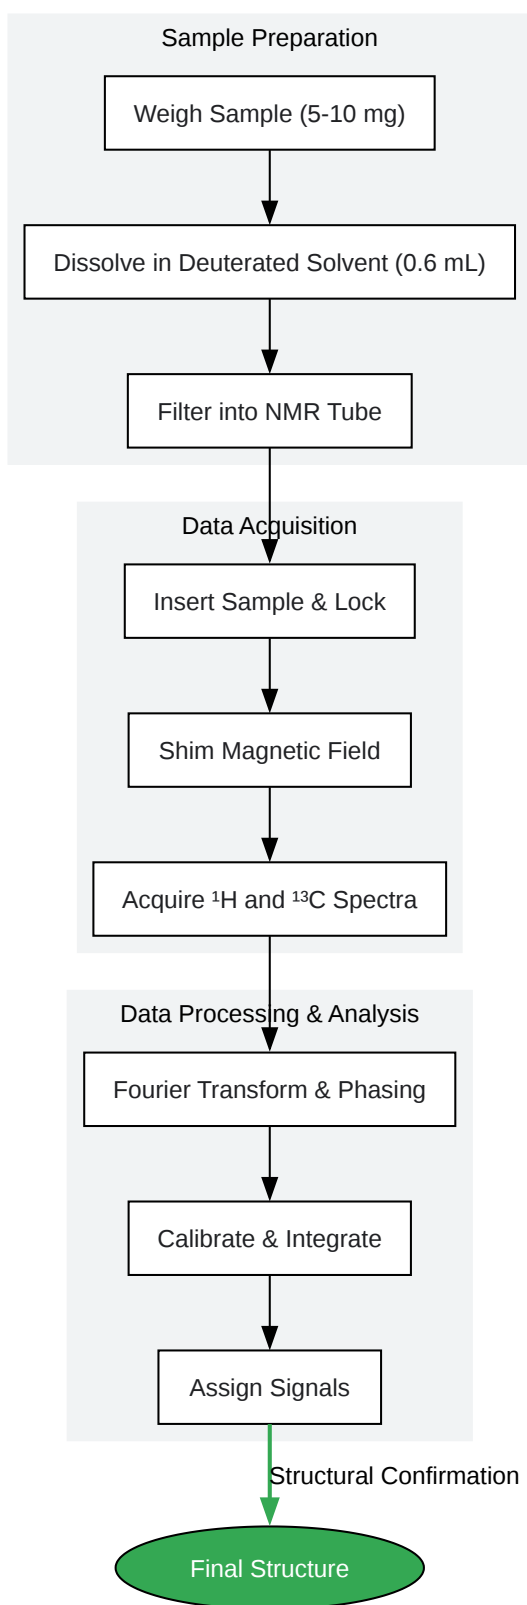 Sample Preparation
Weigh Sample (5-10 mg)
Dissolve in Deuterated Solvent (0.6 mL)
Filter into NMR Tube
Data Acquisition
Insert Sample & Lock
Shim Magnetic Field
Acquire ¹H and ¹³C Spectra
Data Processing & Analysis
Fourier Transform & Phasing
Calibrate & Integrate
Assign Signals
Structural Confirmation
Final Structure